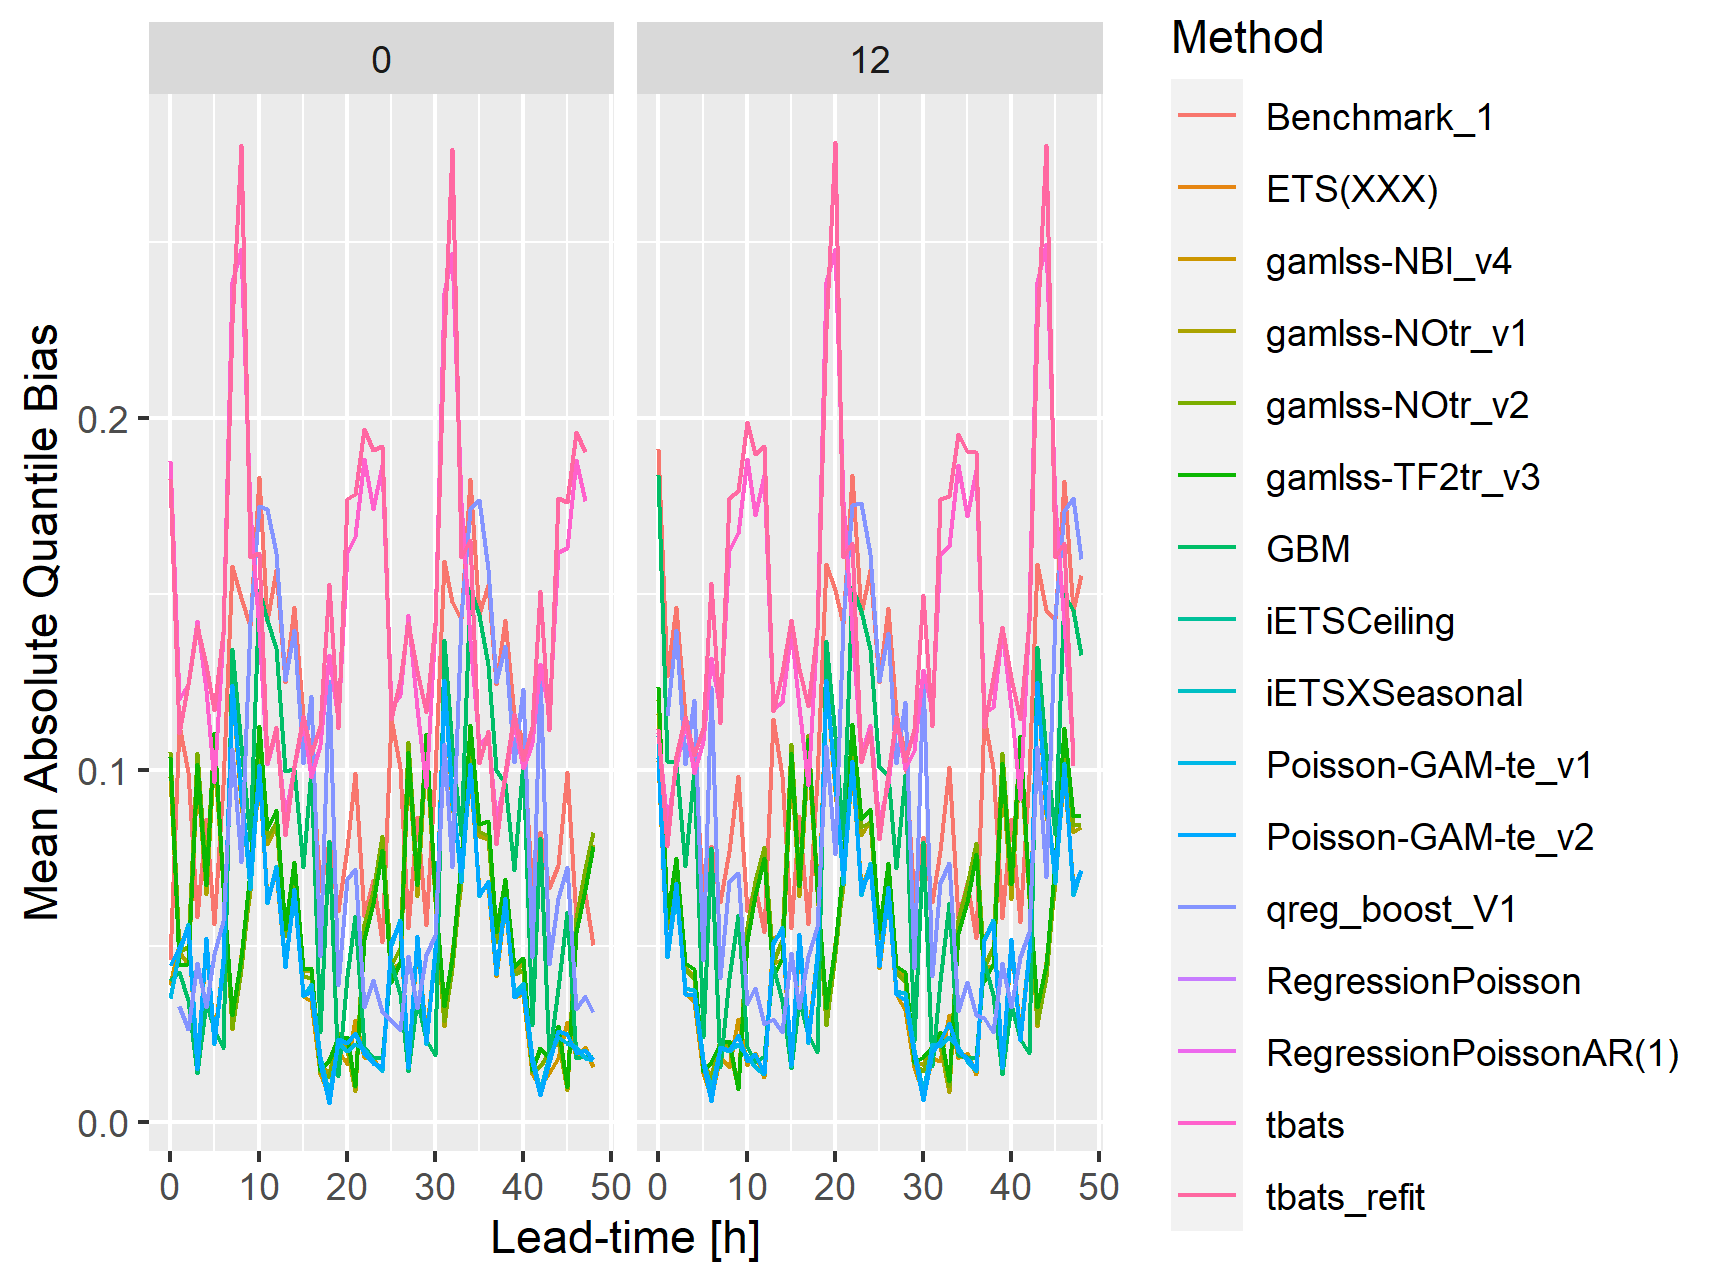 0
12
Method
Benchmark_1
ETS(XXX)
gamlss-NBI_v4
gamlss-NOtr_v1
gamlss-NOtr_v2
gamlss-TF2tr_v3
GBM
iETSCeiling
iETSXSeasonal
Poisson-GAM-te_v1
Poisson-GAM-te_v2
qreg_boost_V1
RegressionPoisson
RegressionPoissonAR(1)
tbats
tbats_refit
Mean Absolute Quantile Bias
0.2
0.1
0.0
0 10 20 30 40 50
0 10 20 30 40 50
Lead-time [h]